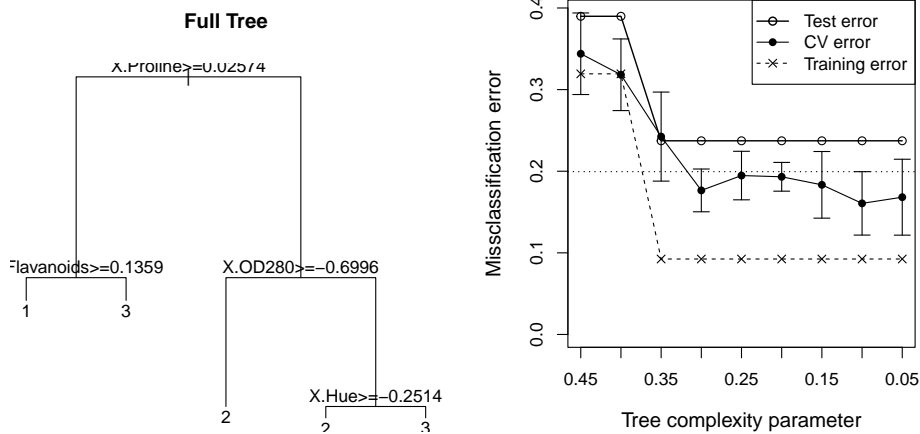 Full Tree
X.Proline>=0.02574
Flavanoids>=0.1359
X.OD280>=−0.6996
1
3
2
X.Hue>=−0.2514
2
3
Test error
CV error
Training error
Missclassification error
0.4
0.3
0.2
0.1
0.0
0.45
0.35
0.25
0.15
0.05
Tree complexity parameter